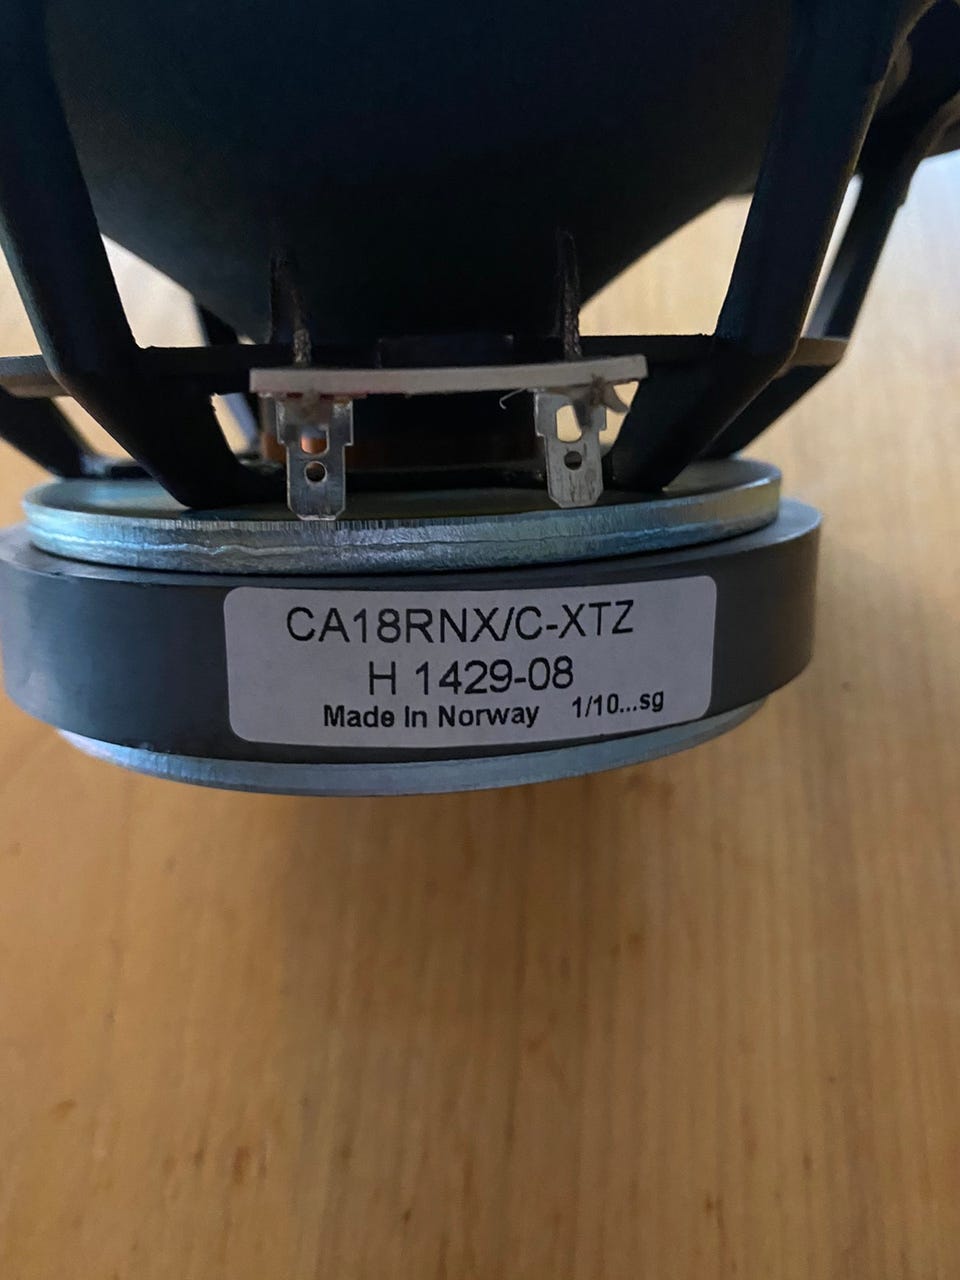 CA18RNX/C-XTZ
H 1429-08
Made In Norway 1/10...sg